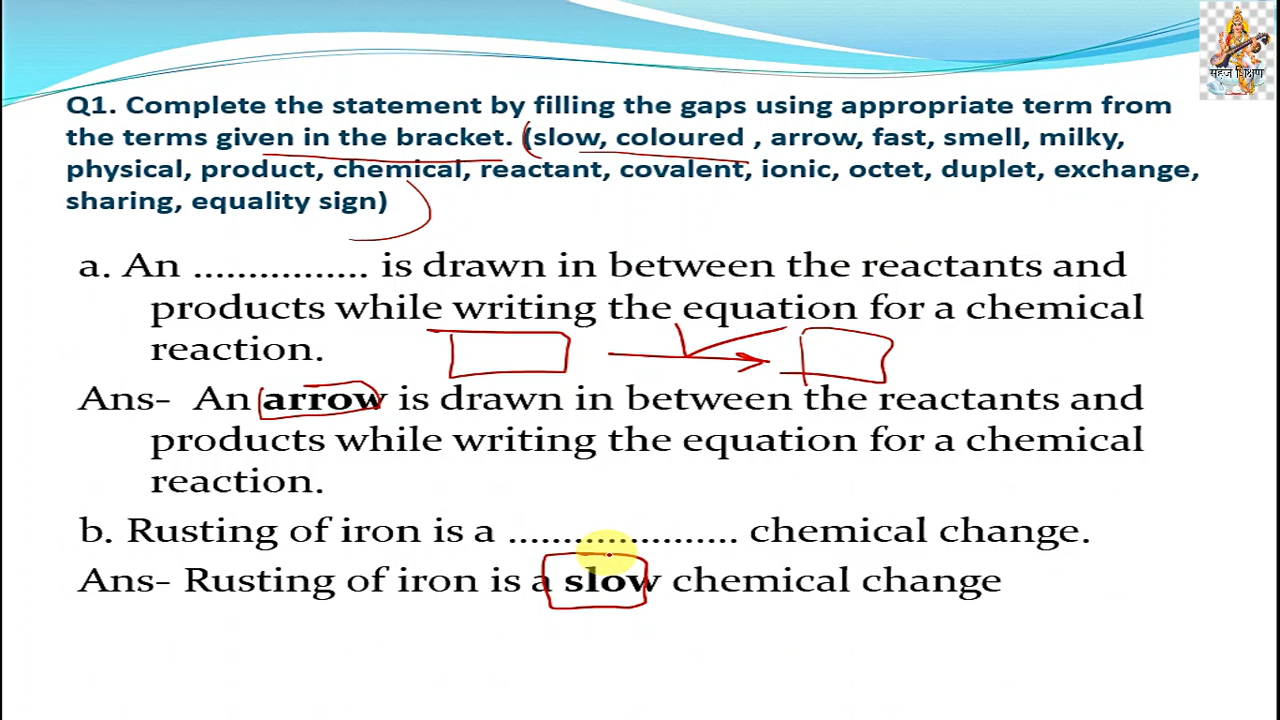 सहज शिक्षण
Q1. Complete the statement by filling the gaps using appropriate term from
the terms given in the bracket. (slow, coloured , arrow, fast, smell, milky,
physical, product, chemical, reactant, covalent, ionic, octet, duplet, exchange,
sharing, equality sign)
a. An ................ is drawn in between the reactants and
products while writing the equation for a chemical
reaction.
Ans- An arrow is drawn in between the reactants and
products while writing the equation for a chemical
reaction.
b. Rusting of iron is a ..................... chemical change.
Ans- Rusting of iron is a slow chemical change